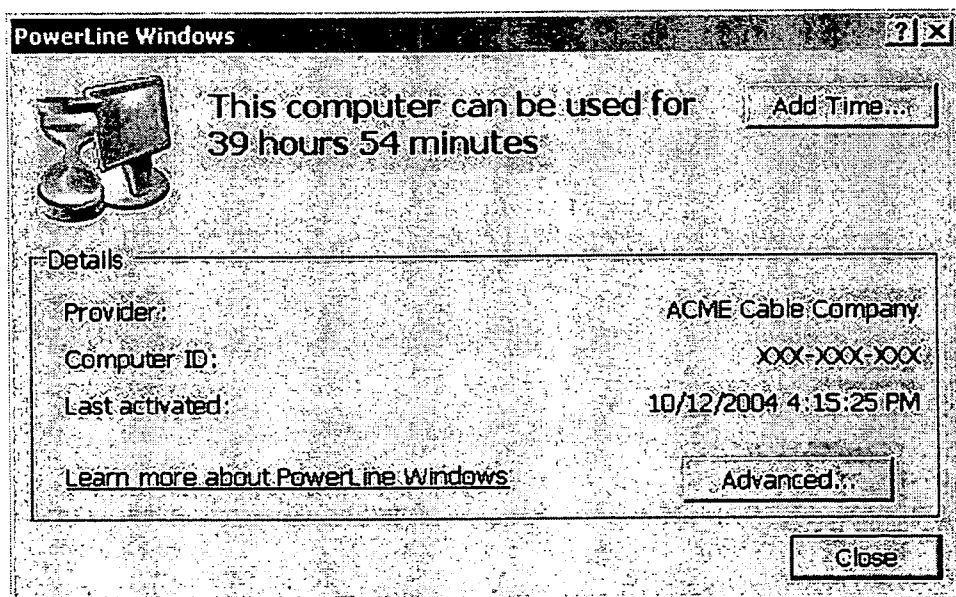 PowerLine Windows
This computer can be used for
39 hours 54 minutes
Add Time...
Details
Provider:
ACME Cable Company
Computer ID:
XXX-XXX-XXX
Last activated:
10/12/2004 4:15:25 PM
Learn more about PowerLine Windows
Advanced...
Close